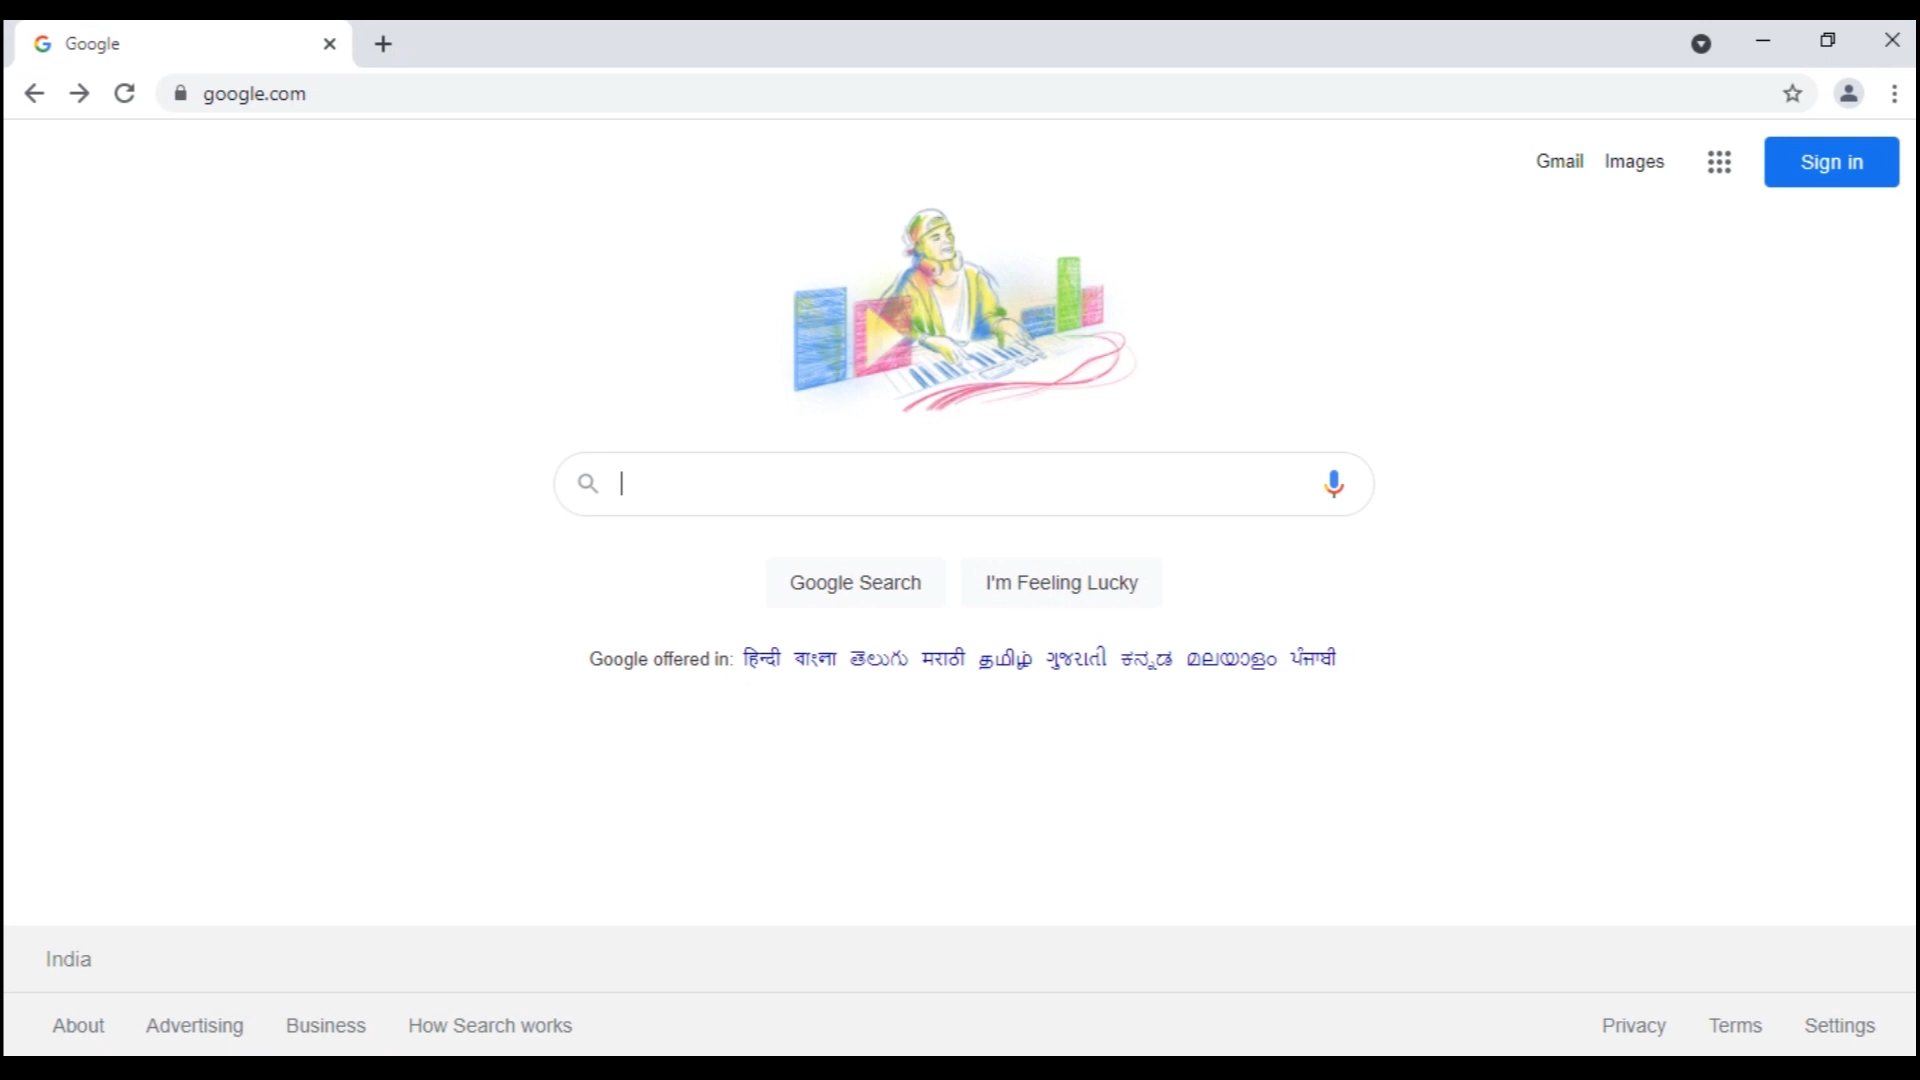 Google
google.com
Gmail Images Sign in
Google Search I'm Feeling Lucky
Google offered in: हिन्दी বাংলা తెలుగు मराठी தமிழ் ગુજરાતી ಕನ್ನಡ മലയാളം ਪੰਜਾਬੀ
India
About Advertising Business How Search works Privacy Terms Settings